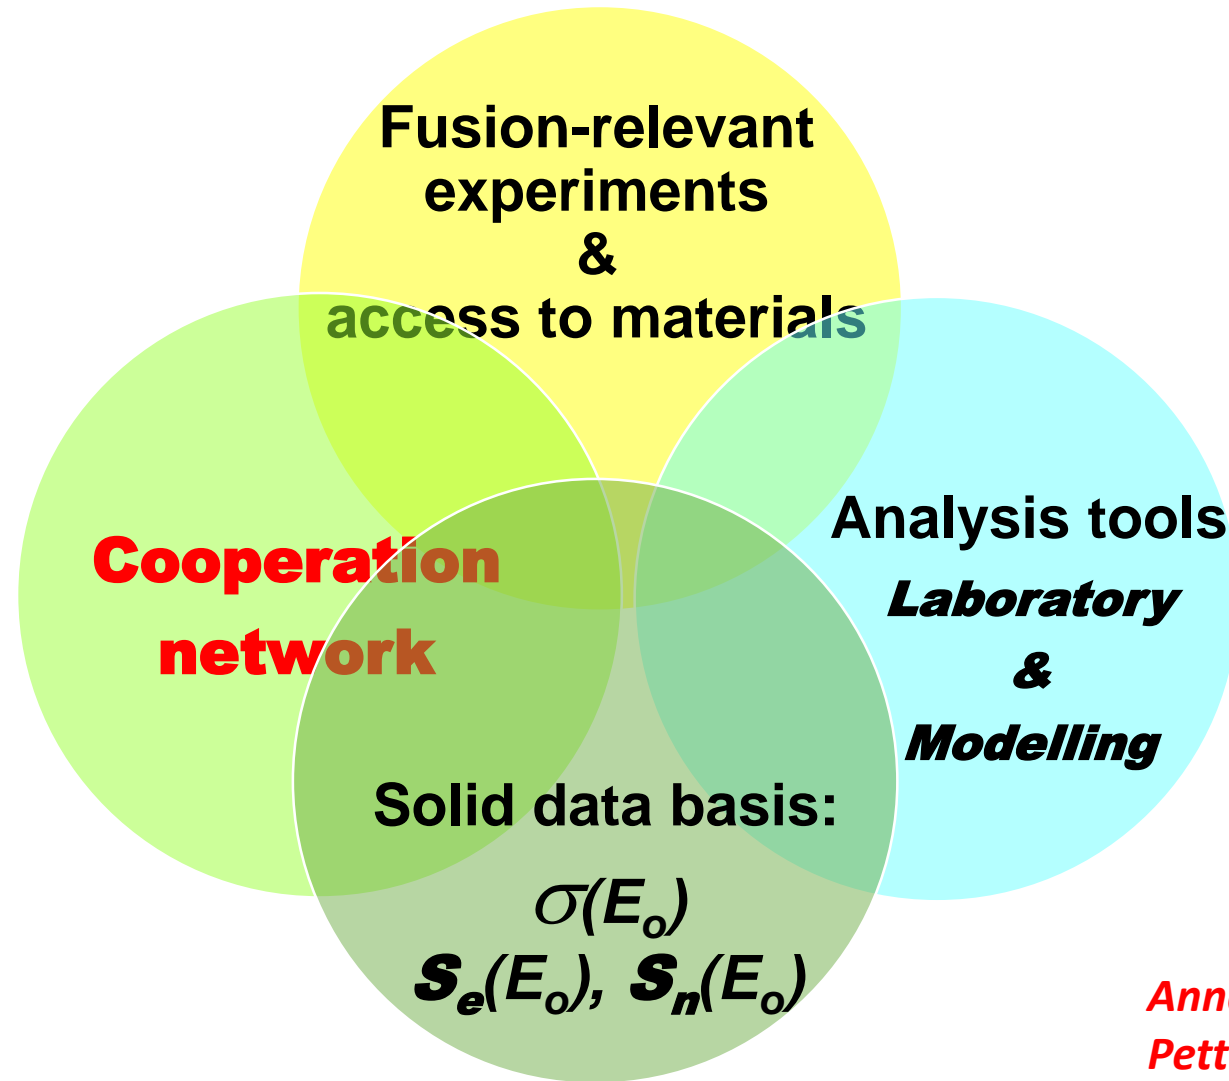 Fusion-relevant
experiments
&
access to materials
Cooperation
network
Analysis tools
Laboratory
&
Modelling
Solid data basis:
σ(Eo)
Se(Eo), Sn(Eo)